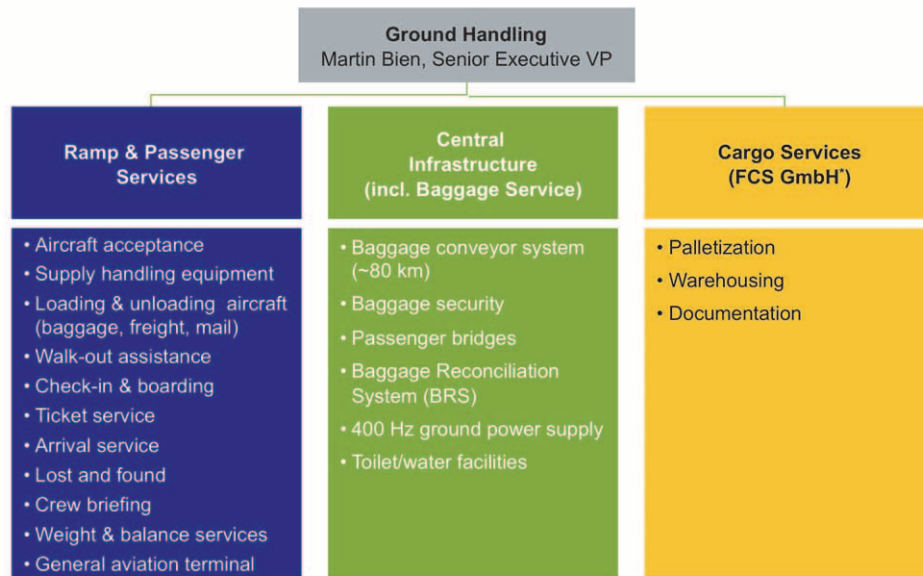 Ground Handling
Martin Bien, Senior Executive VP
Ramp & Passenger
Services
• Aircraft acceptance
• Supply handling equipment
• Loading & unloading aircraft
(baggage, freight, mail)
• Walk-out assistance
• Check-in & boarding
• Ticket service
• Arrival service
• Lost and found
• Crew briefing
• Weight & balance services
• General aviation terminal
Central
Infrastructure
(incl. Baggage Service)
• Baggage conveyor system
(~80 km)
• Baggage security
• Passenger bridges
• Baggage Reconciliation
System (BRS)
• 400 Hz ground power supply
• Toilet/water facilities
Cargo Services
(FCS GmbH*)
• Palletization
• Warehousing
• Documentation